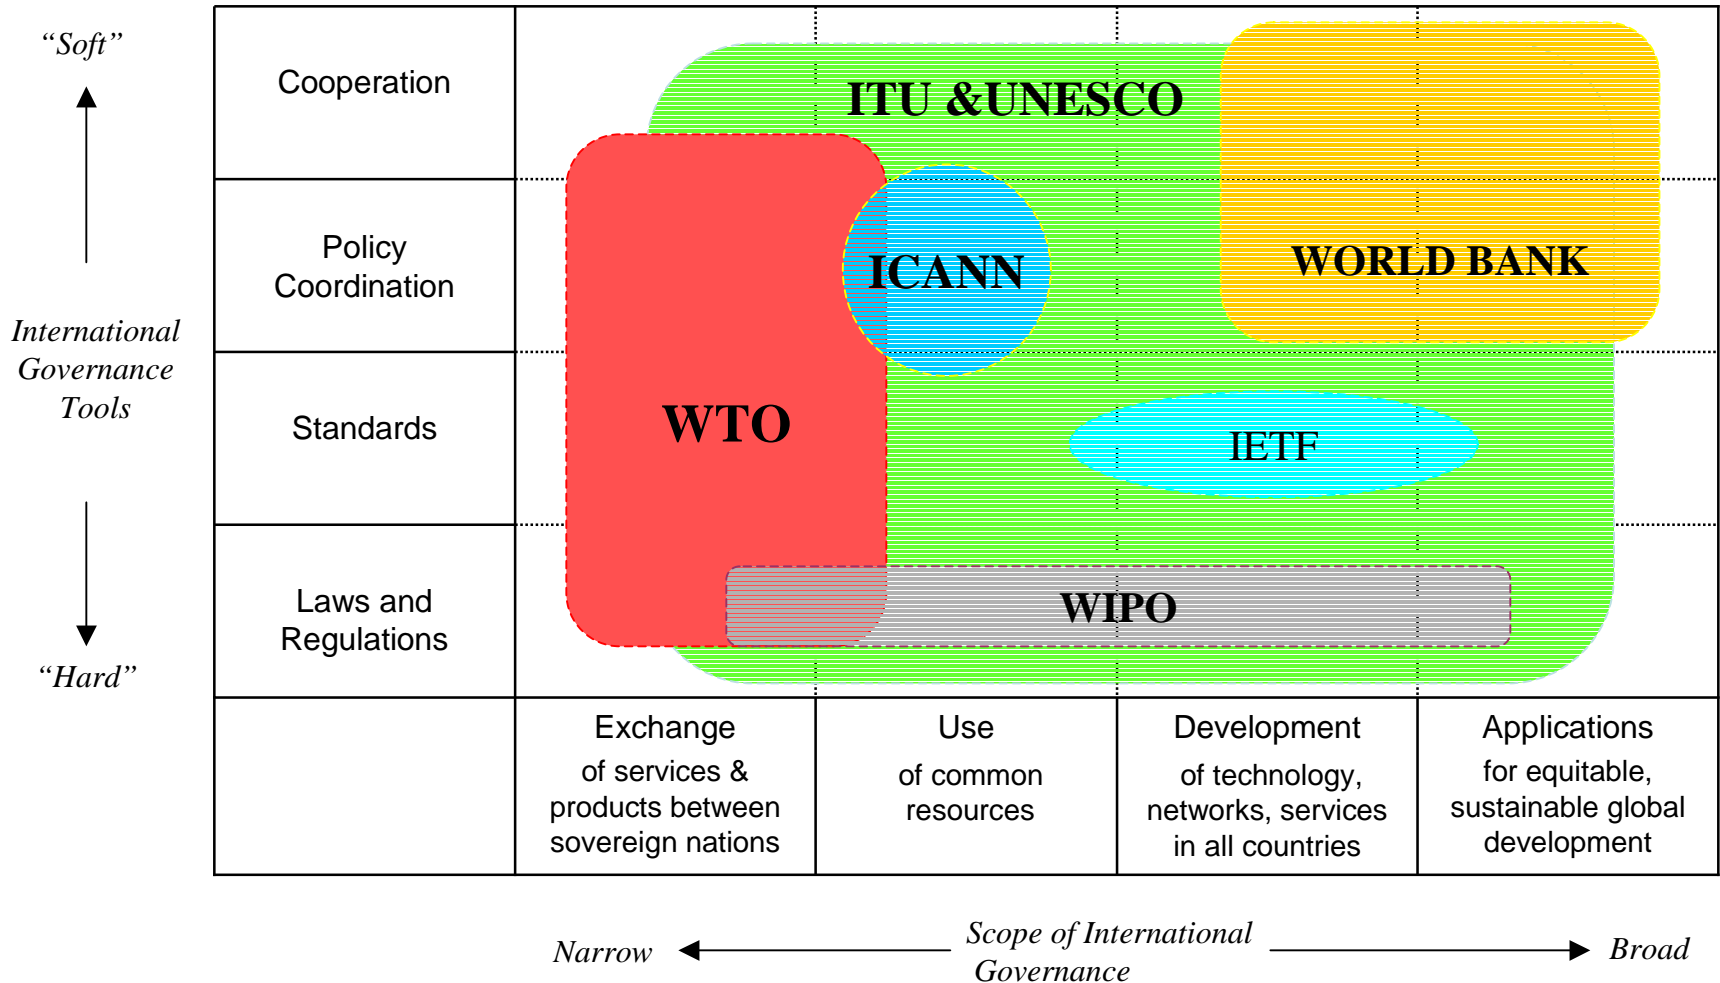 “Soft”
Cooperation
ITU &UNESCO
Policy
Coordination
ICANN
WORLD BANK
International
Governance
Tools
Standards
WTO
IETF
Laws and
Regulations
WIPO
“Hard”
Exchange
of services &
products between
sovereign nations
Use
of common
resources
Development
of technology,
networks, services
in all countries
Applications
for equitable,
sustainable global
development
Narrow
Scope of International
Governance
Broad